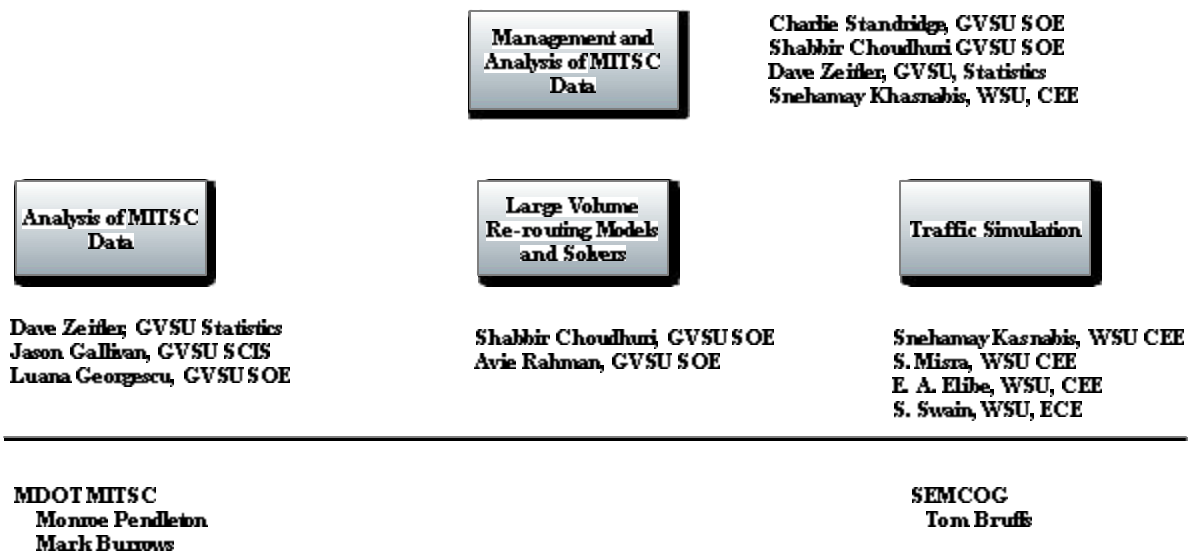 Management and
Analysis of MITSC
Data
Charlie Standridge, GVSU SOE
Shabbir Choudhuri GVSU SOE
Dave Zeitler, GVSU, Statistics
Snehamay Khasnabis, WSU, CEE
Analysis of MITSC
Data
Large Volume
Re-routing Models
and Solvers
Traffic Simulation
Dave Zeitler, GVSU Statistics
Jason Gallivan, GVSU SCIS
Luana Georgescu, GVSU SOE
Shabbir Choudhuri, GVSU SOE
Avie Rahman, GVSU SOE
Snehamay Kasnabis, WSU CEE
S. Misra, WSU CEE
E. A. Elibe, WSU, CEE
S. Swain, WSU, ECE
MDOT MITSC
Monroe Pendleton
Mark Burrows
SEMCOG
Tom Bruffs